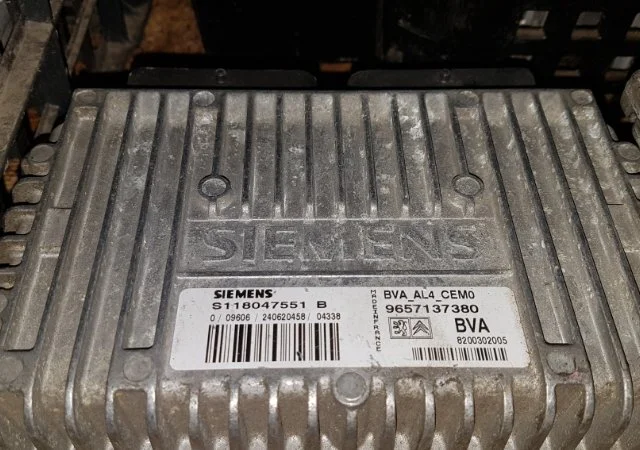 SIEMENS
SIEMENS
S118047551 B
0 / 09606 / 240620458 / 04338
MADE IN FRANCE
BVA_AL4_CEM0
9657137380
BVA
8200302005